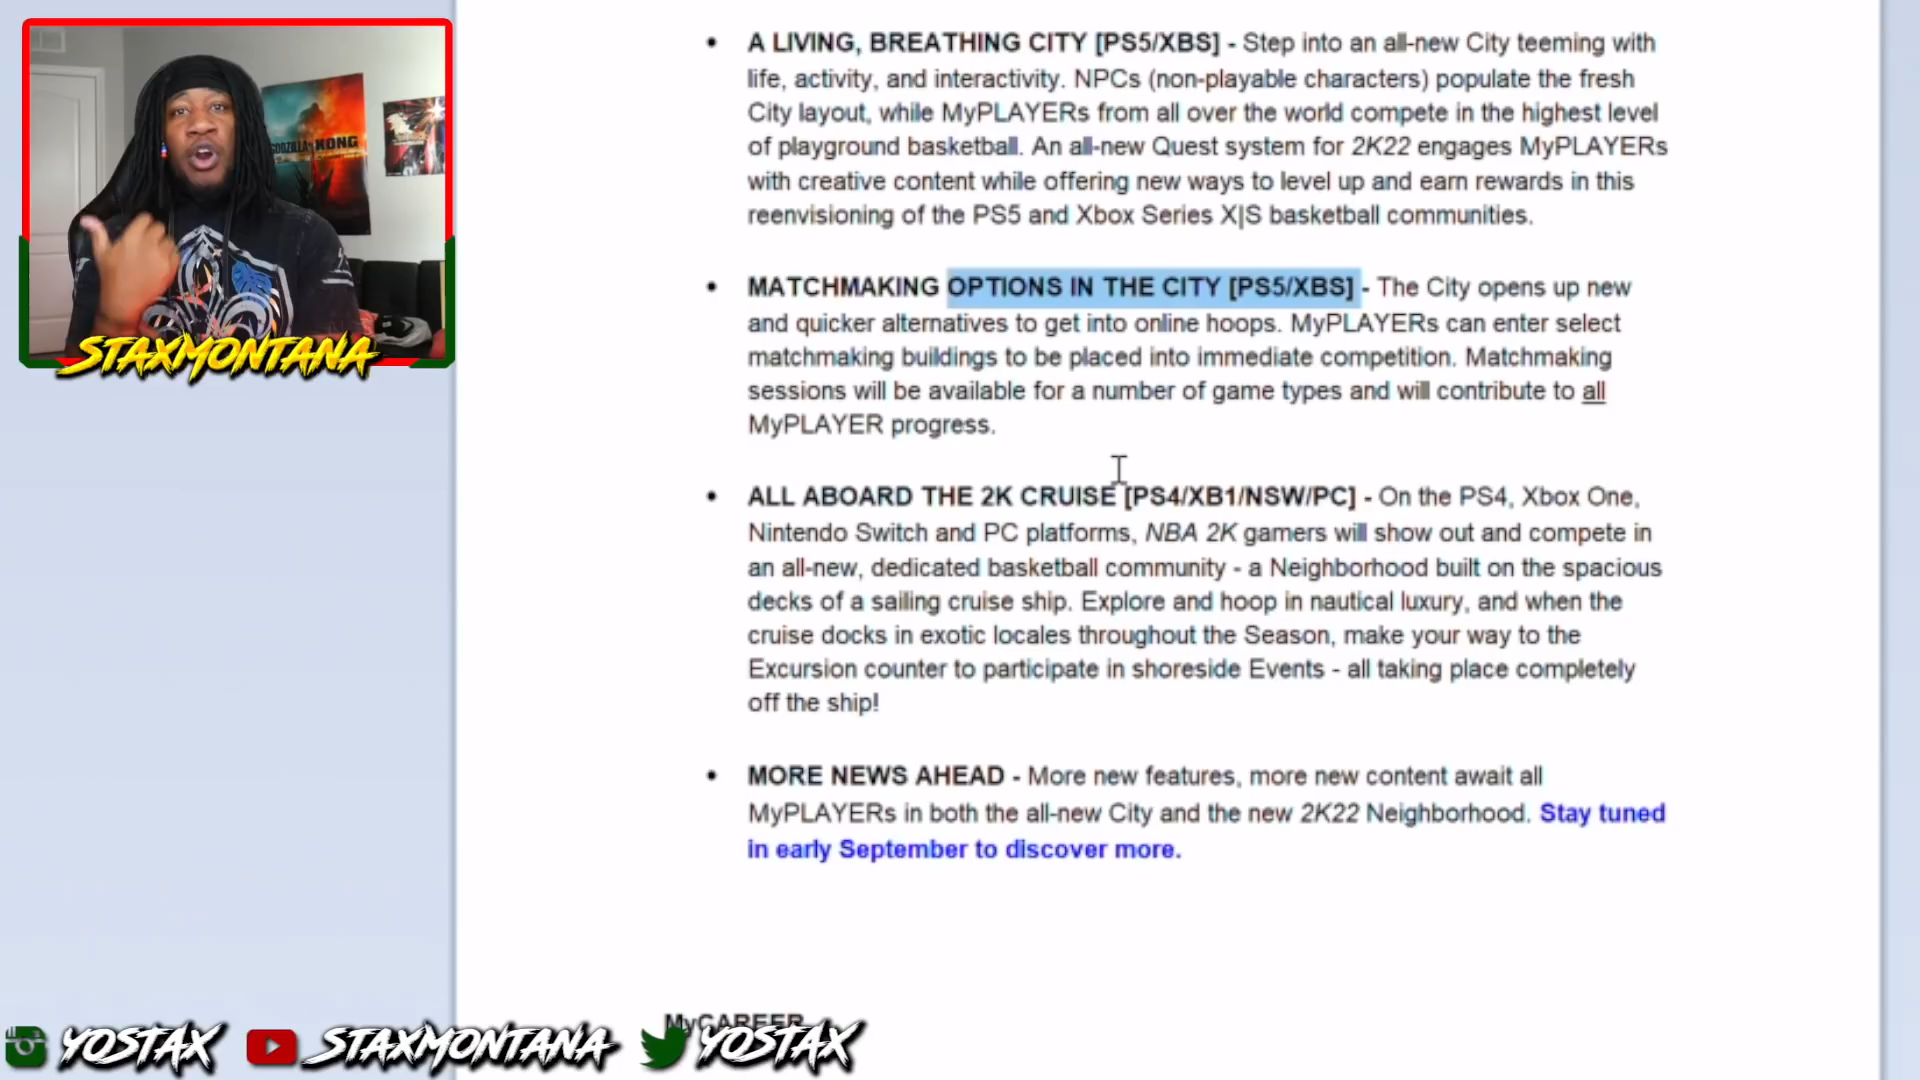 GODZILLA KONG
STAXMONTANA
• A LIVING, BREATHING CITY [PS5/XBS] - Step into an all-new City teeming with
life, activity, and interactivity. NPCs (non-playable characters) populate the fresh
City layout, while MyPLAYERs from all over the world compete in the highest level
of playground basketball. An all-new Quest system for 2K22 engages MyPLAYERs
with creative content while offering new ways to level up and earn rewards in this
reenvisioning of the PS5 and Xbox Series X|S basketball communities.
• MATCHMAKING OPTIONS IN THE CITY [PS5/XBS] - The City opens up new
and quicker alternatives to get into online hoops. MyPLAYERs can enter select
matchmaking buildings to be placed into immediate competition. Matchmaking
sessions will be available for a number of game types and will contribute to all
MyPLAYER progress.
• ALL ABOARD THE 2K CRUISE [PS4/XB1/NSW/PC] - On the PS4, Xbox One,
Nintendo Switch and PC platforms, NBA 2K gamers will show out and compete in
an all-new, dedicated basketball community - a Neighborhood built on the spacious
decks of a sailing cruise ship. Explore and hoop in nautical luxury, and when the
cruise docks in exotic locales throughout the Season, make your way to the
Excursion counter to participate in shoreside Events - all taking place completely
off the ship!
• MORE NEWS AHEAD - More new features, more new content await all
MyPLAYERs in both the all-new City and the new 2K22 Neighborhood. Stay tuned
in early September to discover more.
MyCAREER
YOSTAX STAXMONTANA YOSTAX